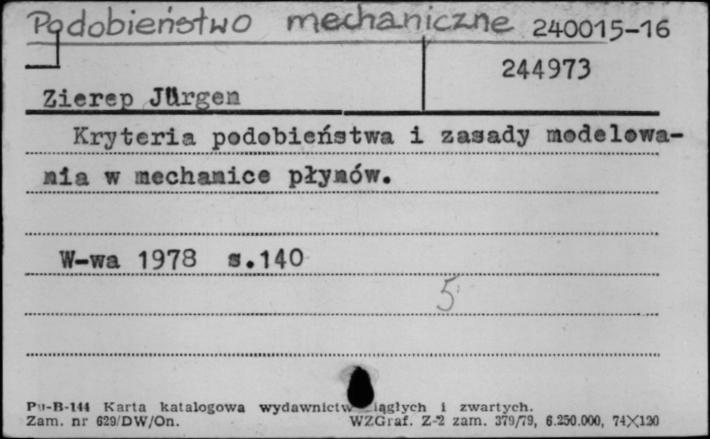 Podobieństwo mechaniczne 240015-16
244973
Zierep Jürgen
Kryteria podobieństwa i zasady modelowa-
nia w mechanice płynów.
W-wa 1978 s.140
5
Pu-B-144 Karta katalogowa wydawnictw ciągłych i zwartych.
Zam. nr 629/DW/On. WZGraf. Z-2 zam. 379/79, 6.250.000, 74X120